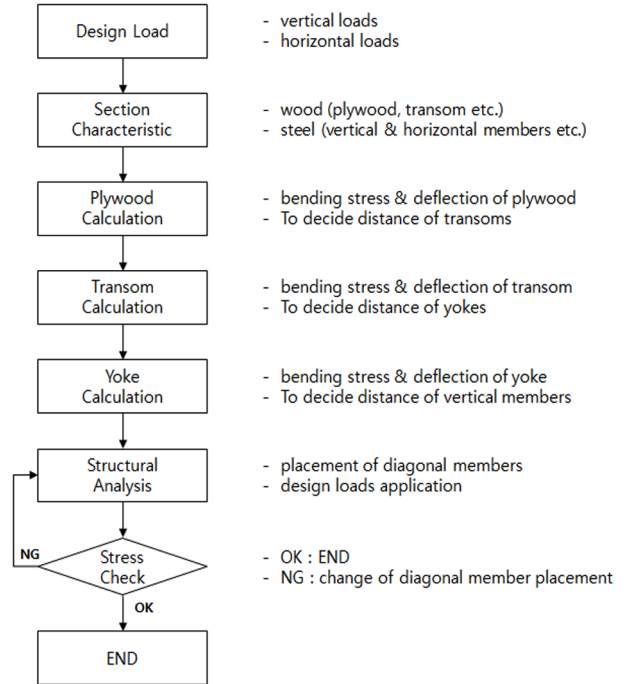 Design Load
- vertical loads
- horizontal loads
Section
Characteristic
- wood (plywood, transom etc.)
- steel (vertical & horizontal members etc.)
Plywood
Calculation
- bending stress & deflection of plywood
- To decide distance of transoms
Transom
Calculation
- bending stress & deflection of transom
- To decide distance of yokes
Yoke
Calculation
- bending stress & deflection of yoke
- To decide distance of vertical members
Structural
Analysis
- placement of diagonal members
- design loads application
NG
Stress
Check
- OK : END
- NG : change of diagonal member placement
OK
END